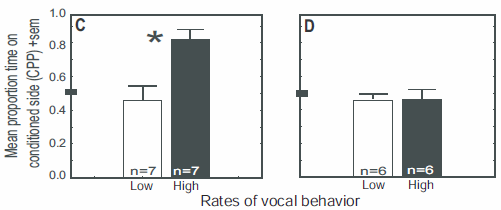 Mean proportion time on
conditioned side (CPP) +sem
1.0
0.8
0.6
0.4
0.2
0.0
C
*
n=7
n=7
Low
High
D
n=6
n=6
Low
High
Rates of vocal behavior